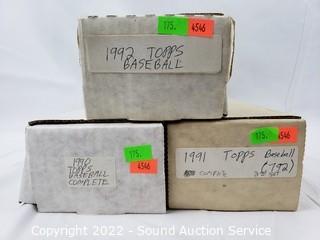 175. 4546
1992 TOPPS
BASEBALL
175.
4546
1990
TOPPS
BASEBALL
COMPLETE
175. 4546
1991 Topps Baseball
COMPLETE (792)
Copyright - 2022 - Sound Auction Service